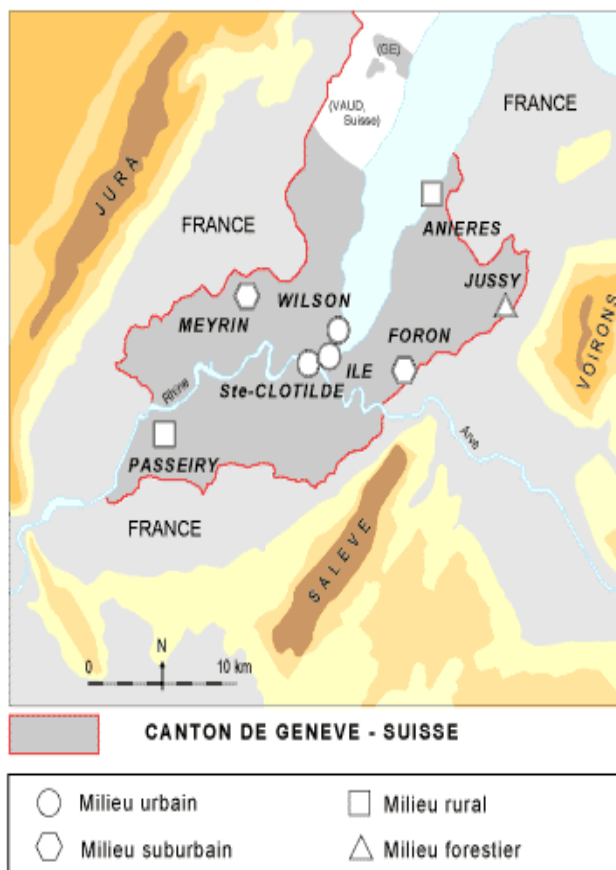 (GE)
(VAUD,
Suisse)
FRANCE
JURA
FRANCE
ANIERES
JUSSY
WILSON
MEYRIN
FORON
VOIRONS
ILE
Ste-CLOTILDE
Rhine
Arve
PASSEIRY
FRANCE
SALEVE
N
0 10 km
CANTON DE GENEVE - SUISSE
Milieu urbain
Milieu rural
Milieu suburbain
Milieu forestier